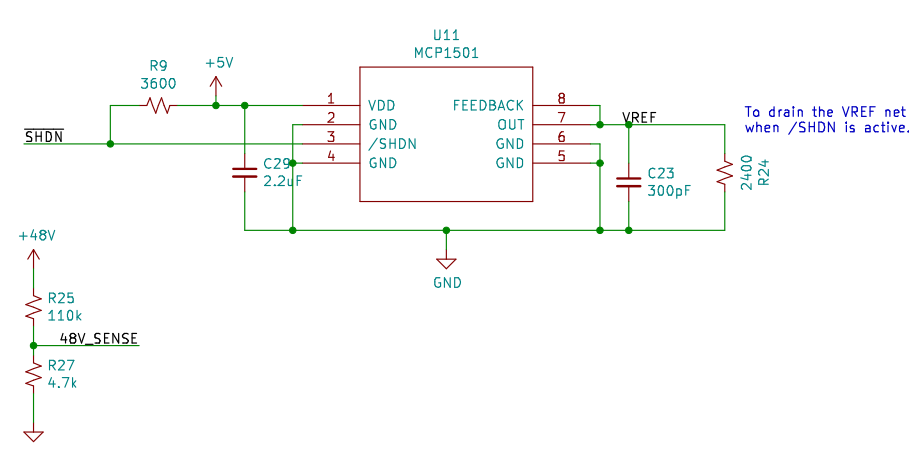 U11
MCP1501
R9
3600
+5V
SHDN
1 VDD
2 GND
3 /SHDN
4 GND
FEEDBACK 8
OUT 7
GND 6
GND 5
VREF
C29
2.2uF
C23
300pF
2400
R24
To drain the VREF net
when /SHDN is active.
GND
+48V
R25
110k
48V_SENSE
R27
4.7k